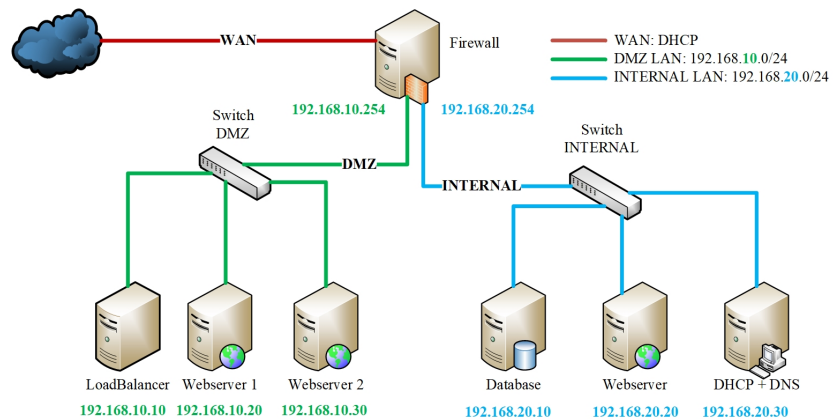 WAN
Firewall
WAN: DHCP
DMZ LAN: 192.168.10.0/24
INTERNAL LAN: 192.168.20.0/24
192.168.10.254
192.168.20.254
Switch
DMZ
Switch
INTERNAL
DMZ
INTERNAL
LoadBalancer
Webserver 1
Webserver 2
Database
Webserver
DHCP + DNS
192.168.10.10
192.168.10.20
192.168.10.30
192.168.20.10
192.168.20.20
192.168.20.30